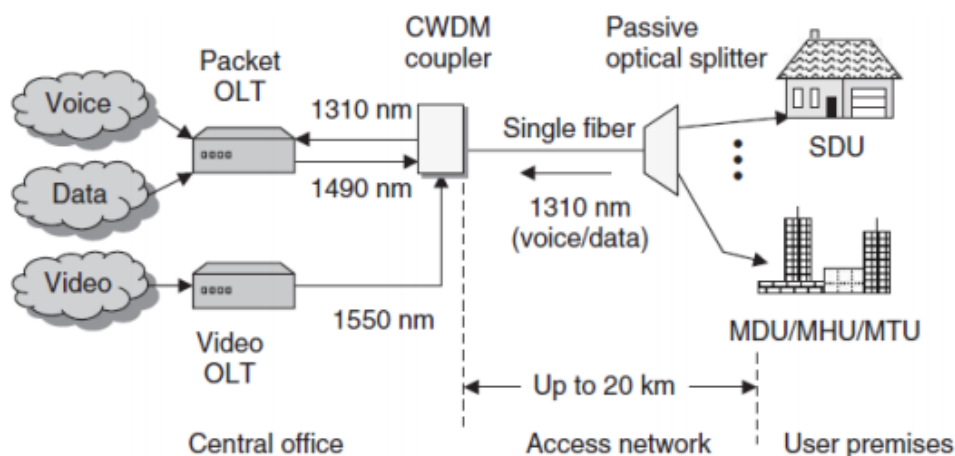 CWDM
coupler
Passive
optical splitter
Packet
OLT
Voice
1310 nm
Single fiber
SDU
Data
1490 nm
1310 nm
(voice/data)
Video
1550 nm
MDU/MHU/MTU
Video
OLT
Up to 20 km
Central office
Access network
User premises